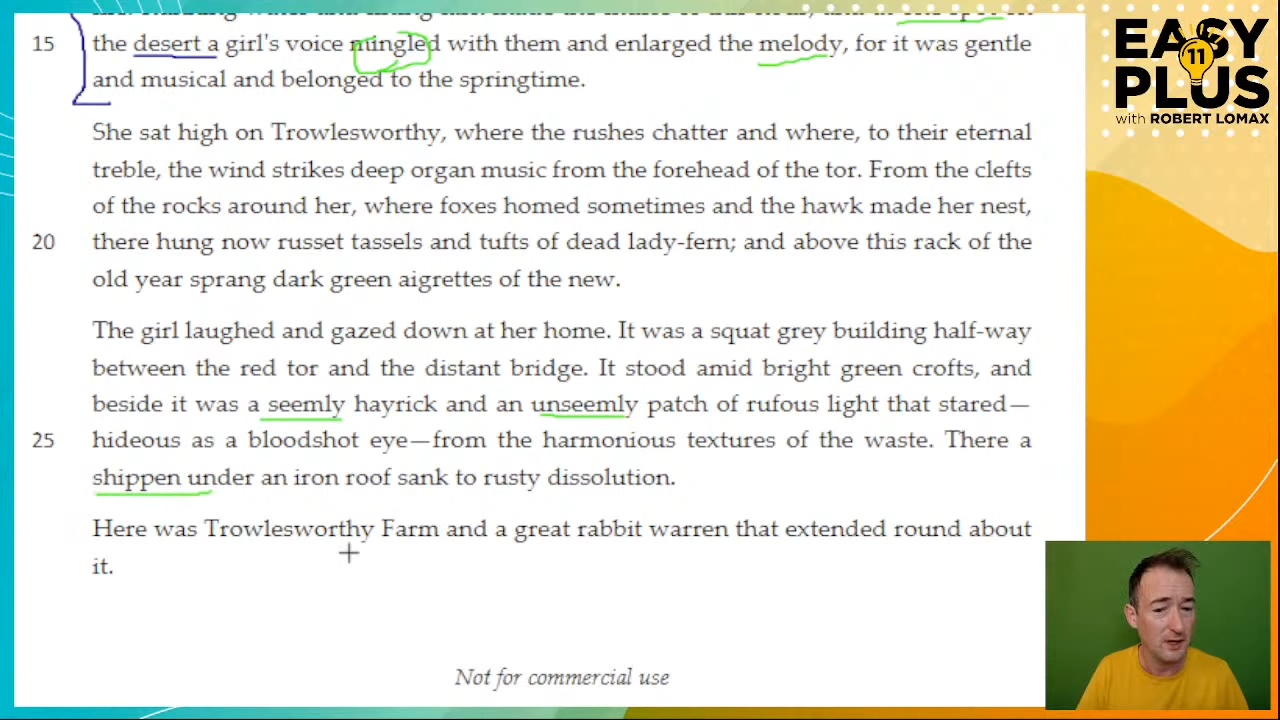 15 the desert a girl's voice mingled with them and enlarged the melody, for it was gentle
and musical and belonged to the springtime.
She sat high on Trowlesworthy, where the rushes chatter and where, to their eternal
treble, the wind strikes deep organ music from the forehead of the tor. From the clefts
of the rocks around her, where foxes homed sometimes and the hawk made her nest,
20 there hung now russet tassels and tufts of dead lady-fern; and above this rack of the
old year sprang dark green aigrettes of the new.
The girl laughed and gazed down at her home. It was a squat grey building half-way
between the red tor and the distant bridge. It stood amid bright green crofts, and
beside it was a seemly hayrick and an unseemly patch of rufous light that stared—
25 hideous as a bloodshot eye—from the harmonious textures of the waste. There a
shippen under an iron roof sank to rusty dissolution.
Here was Trowlesworthy Farm and a great rabbit warren that extended round about
it.
Not for commercial use
EASY
11
PLUS
with ROBERT LOMAX